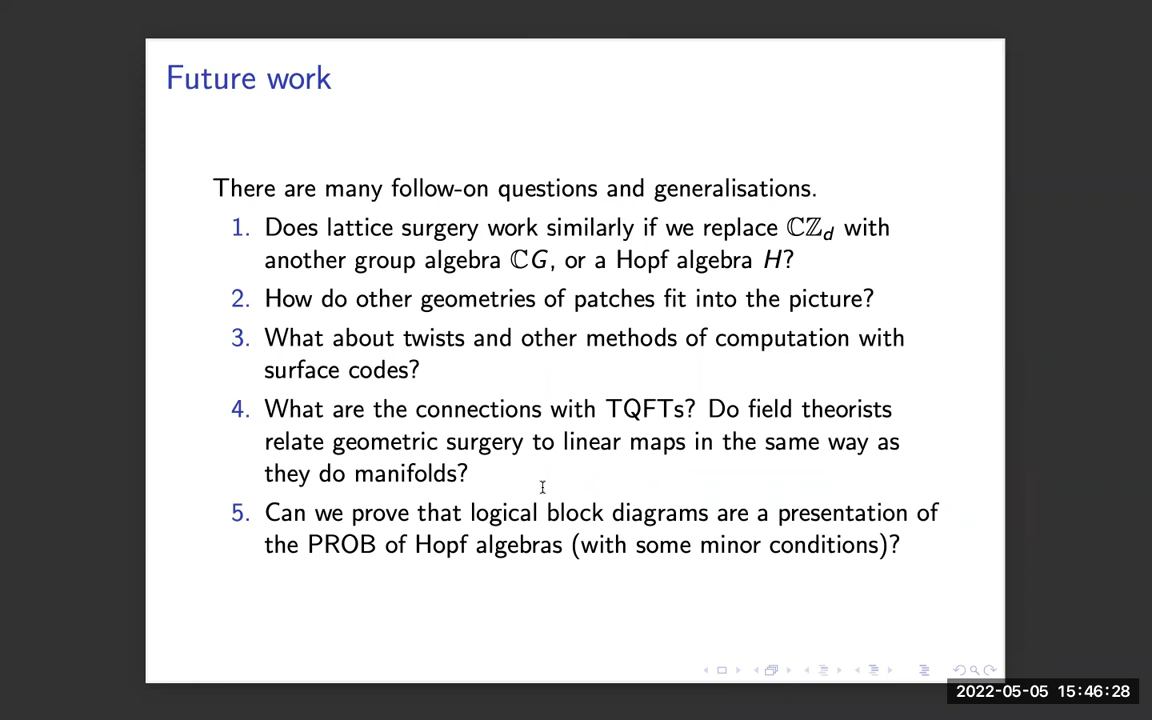 Future work
There are many follow-on questions and generalisations.
1. Does lattice surgery work similarly if we replace ℂℤ_d with
another group algebra ℂG, or a Hopf algebra H?
2. How do other geometries of patches fit into the picture?
3. What about twists and other methods of computation with
surface codes?
4. What are the connections with TQFTs? Do field theorists
relate geometric surgery to linear maps in the same way as
they do manifolds?
5. Can we prove that logical block diagrams are a presentation of
the PROB of Hopf algebras (with some minor conditions)?
2022-05-05 15:46:28